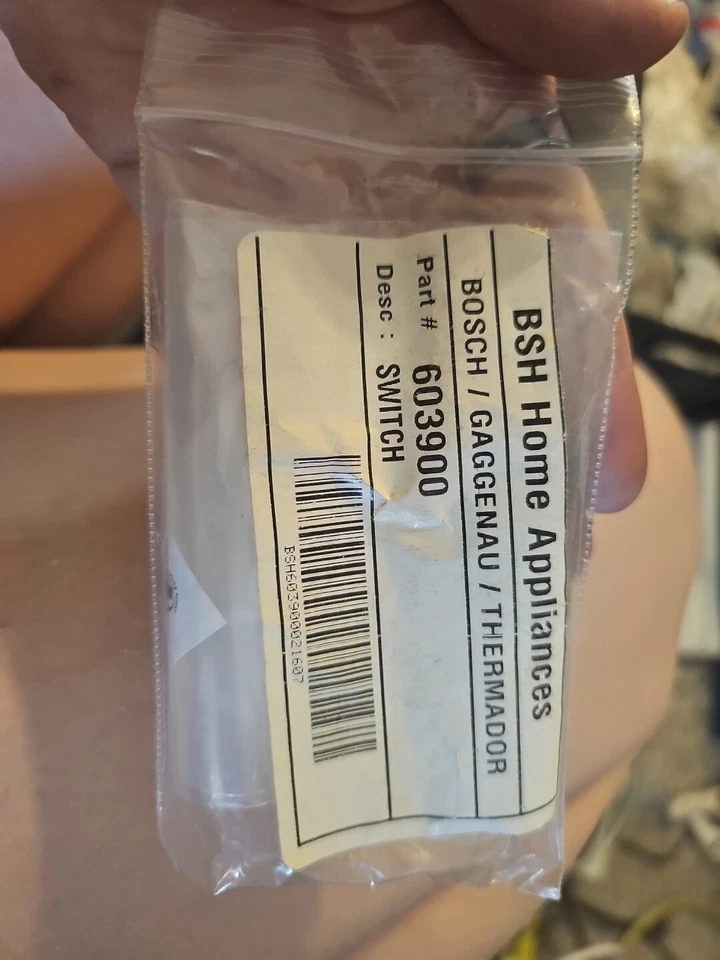 BSH Home Appliances
BOSCH / GAGGENAU / THERMADOR
Part # 603900
Desc : SWITCH
BSH603900021607